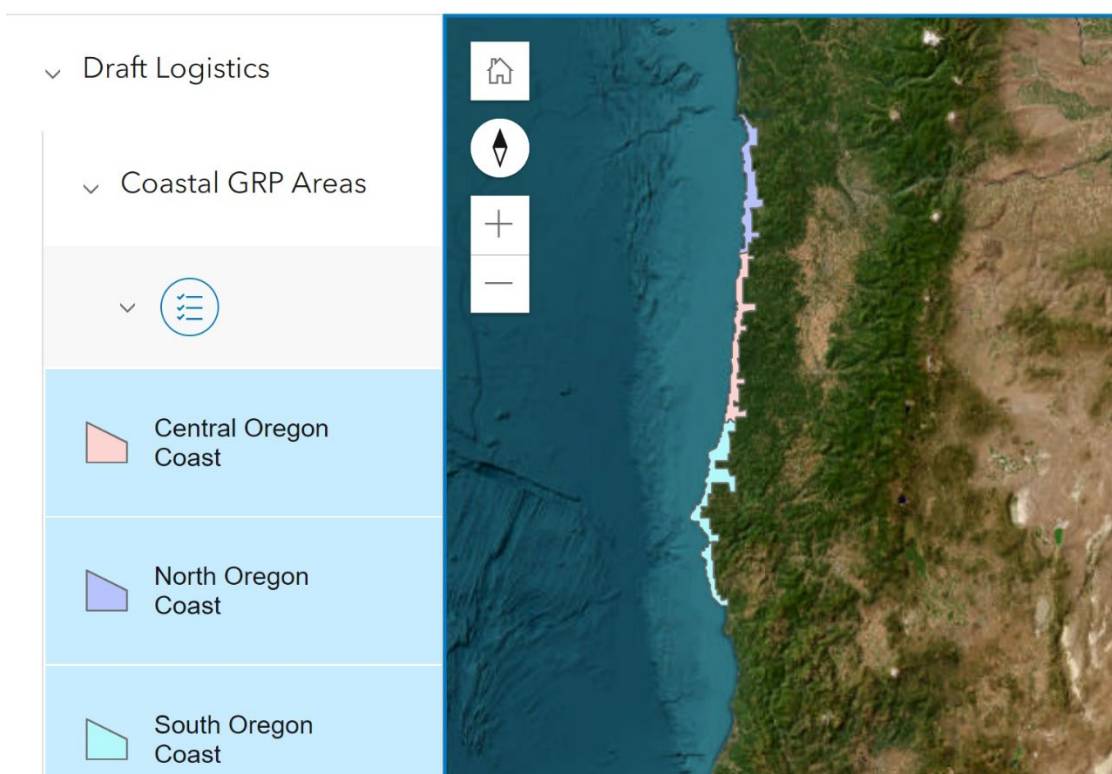 Draft Logistics
Coastal GRP Areas
Central Oregon
Coast
North Oregon
Coast
South Oregon
Coast